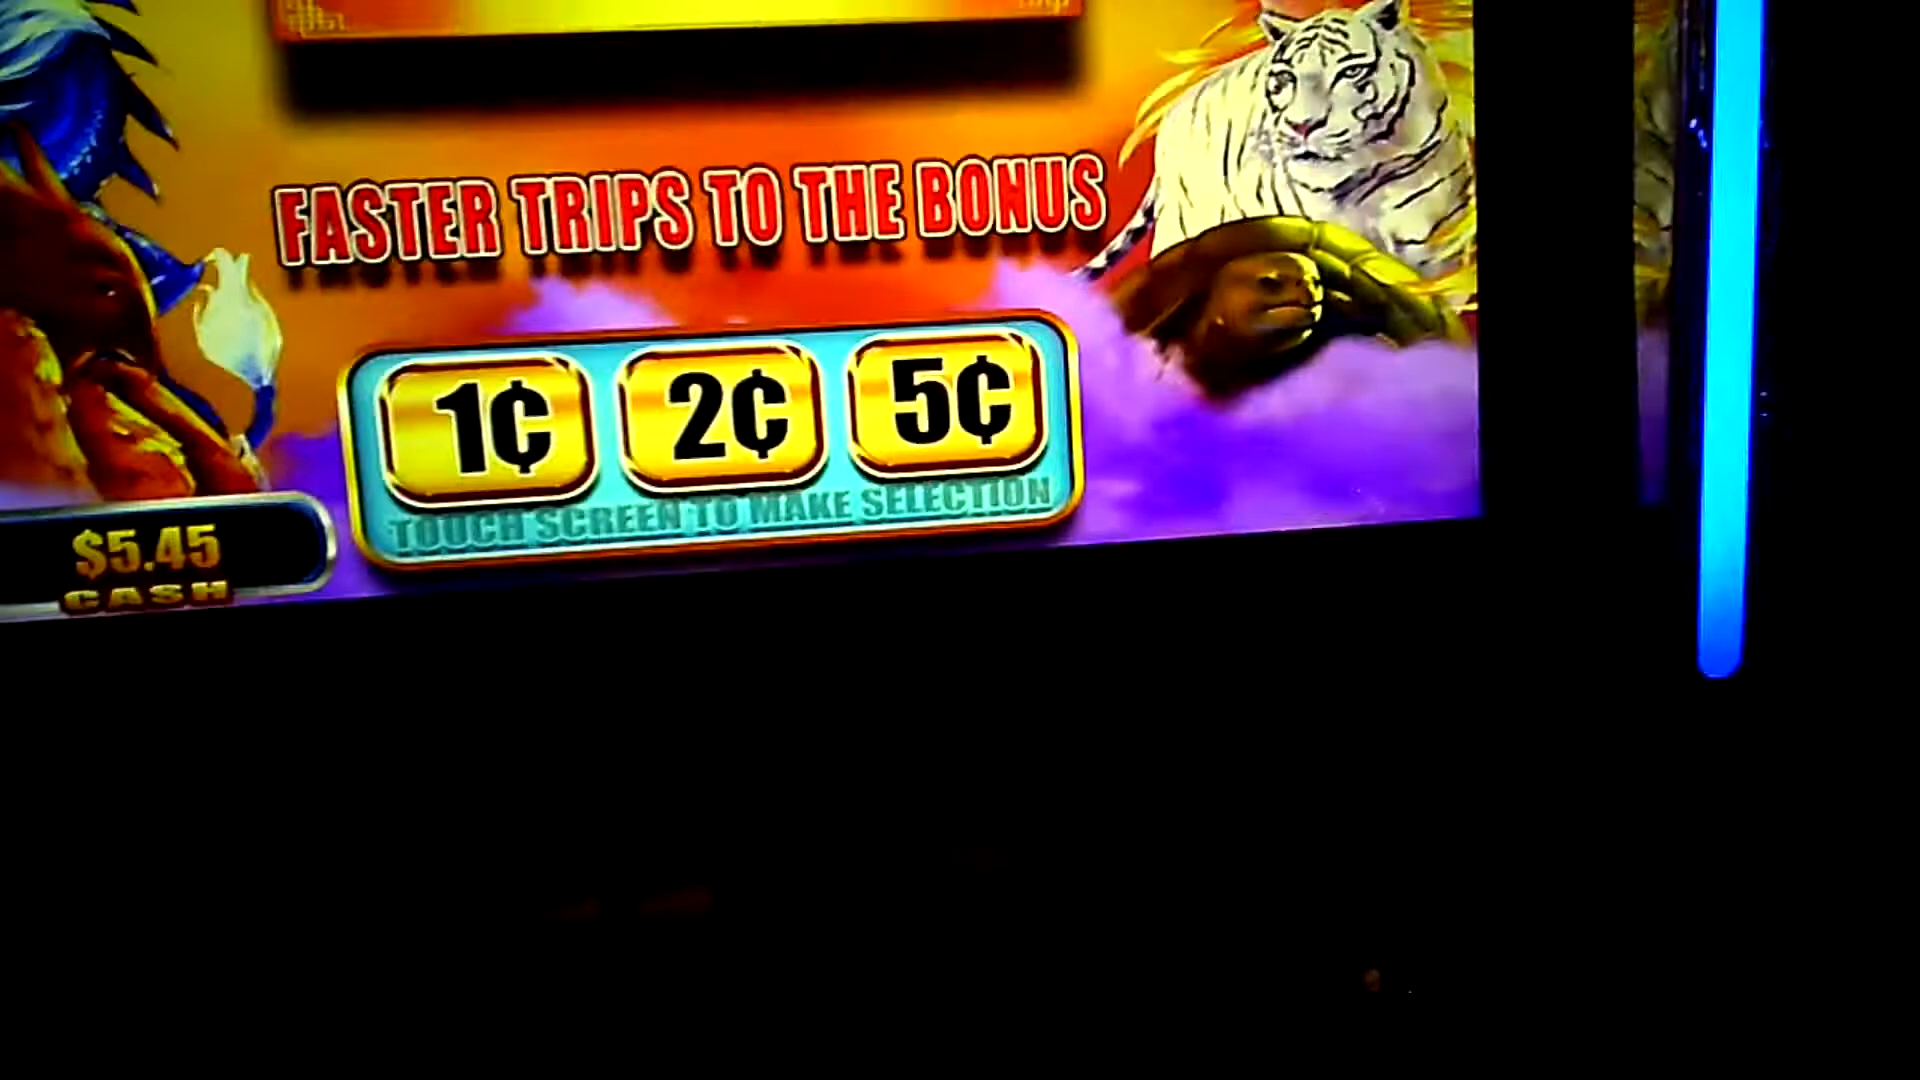 FASTER TRIPS TO THE BONUS
1¢ 2¢ 5¢
TOUCH SCREEN TO MAKE SELECTION
$5.45
CASH